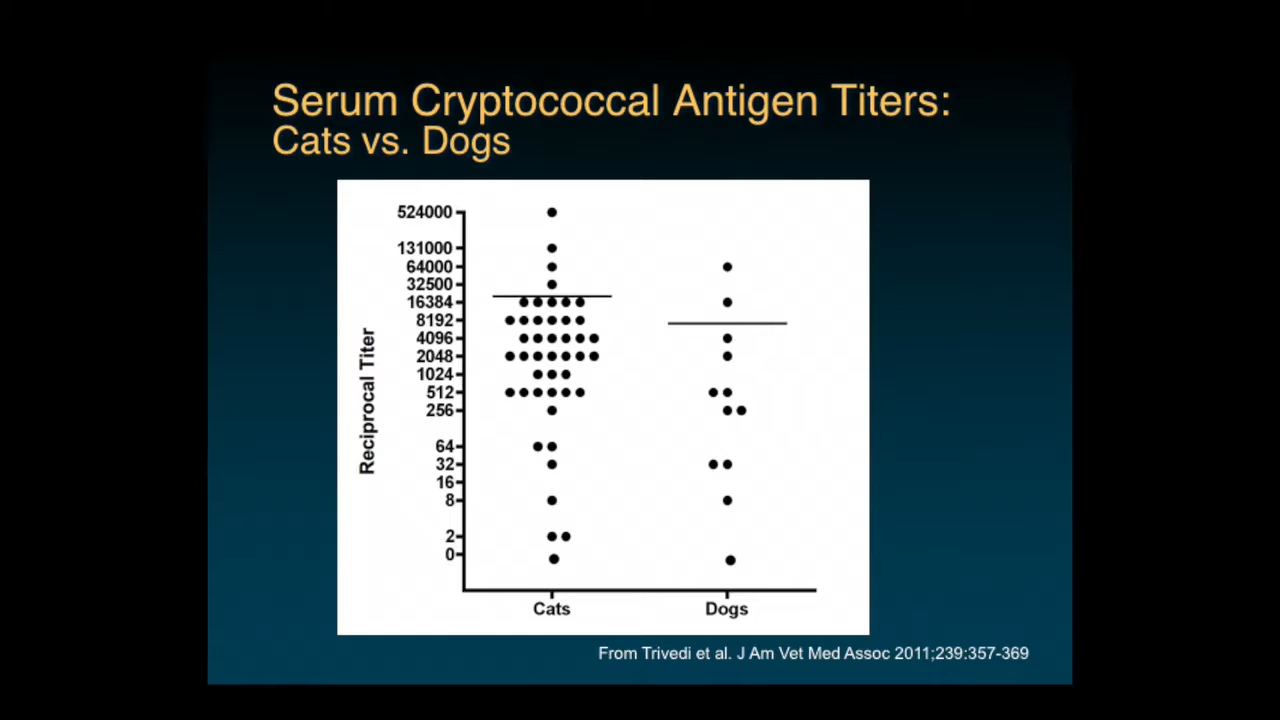 Serum Cryptococcal Antigen Titers:
Cats vs. Dogs
524000
131000
64000
32500
16384
8192
4096
2048
1024
512
256
64
32
16
8
2
0
Reciprocal Titer
Cats
Dogs
From Trivedi et al. J Am Vet Med Assoc 2011;239:357-369